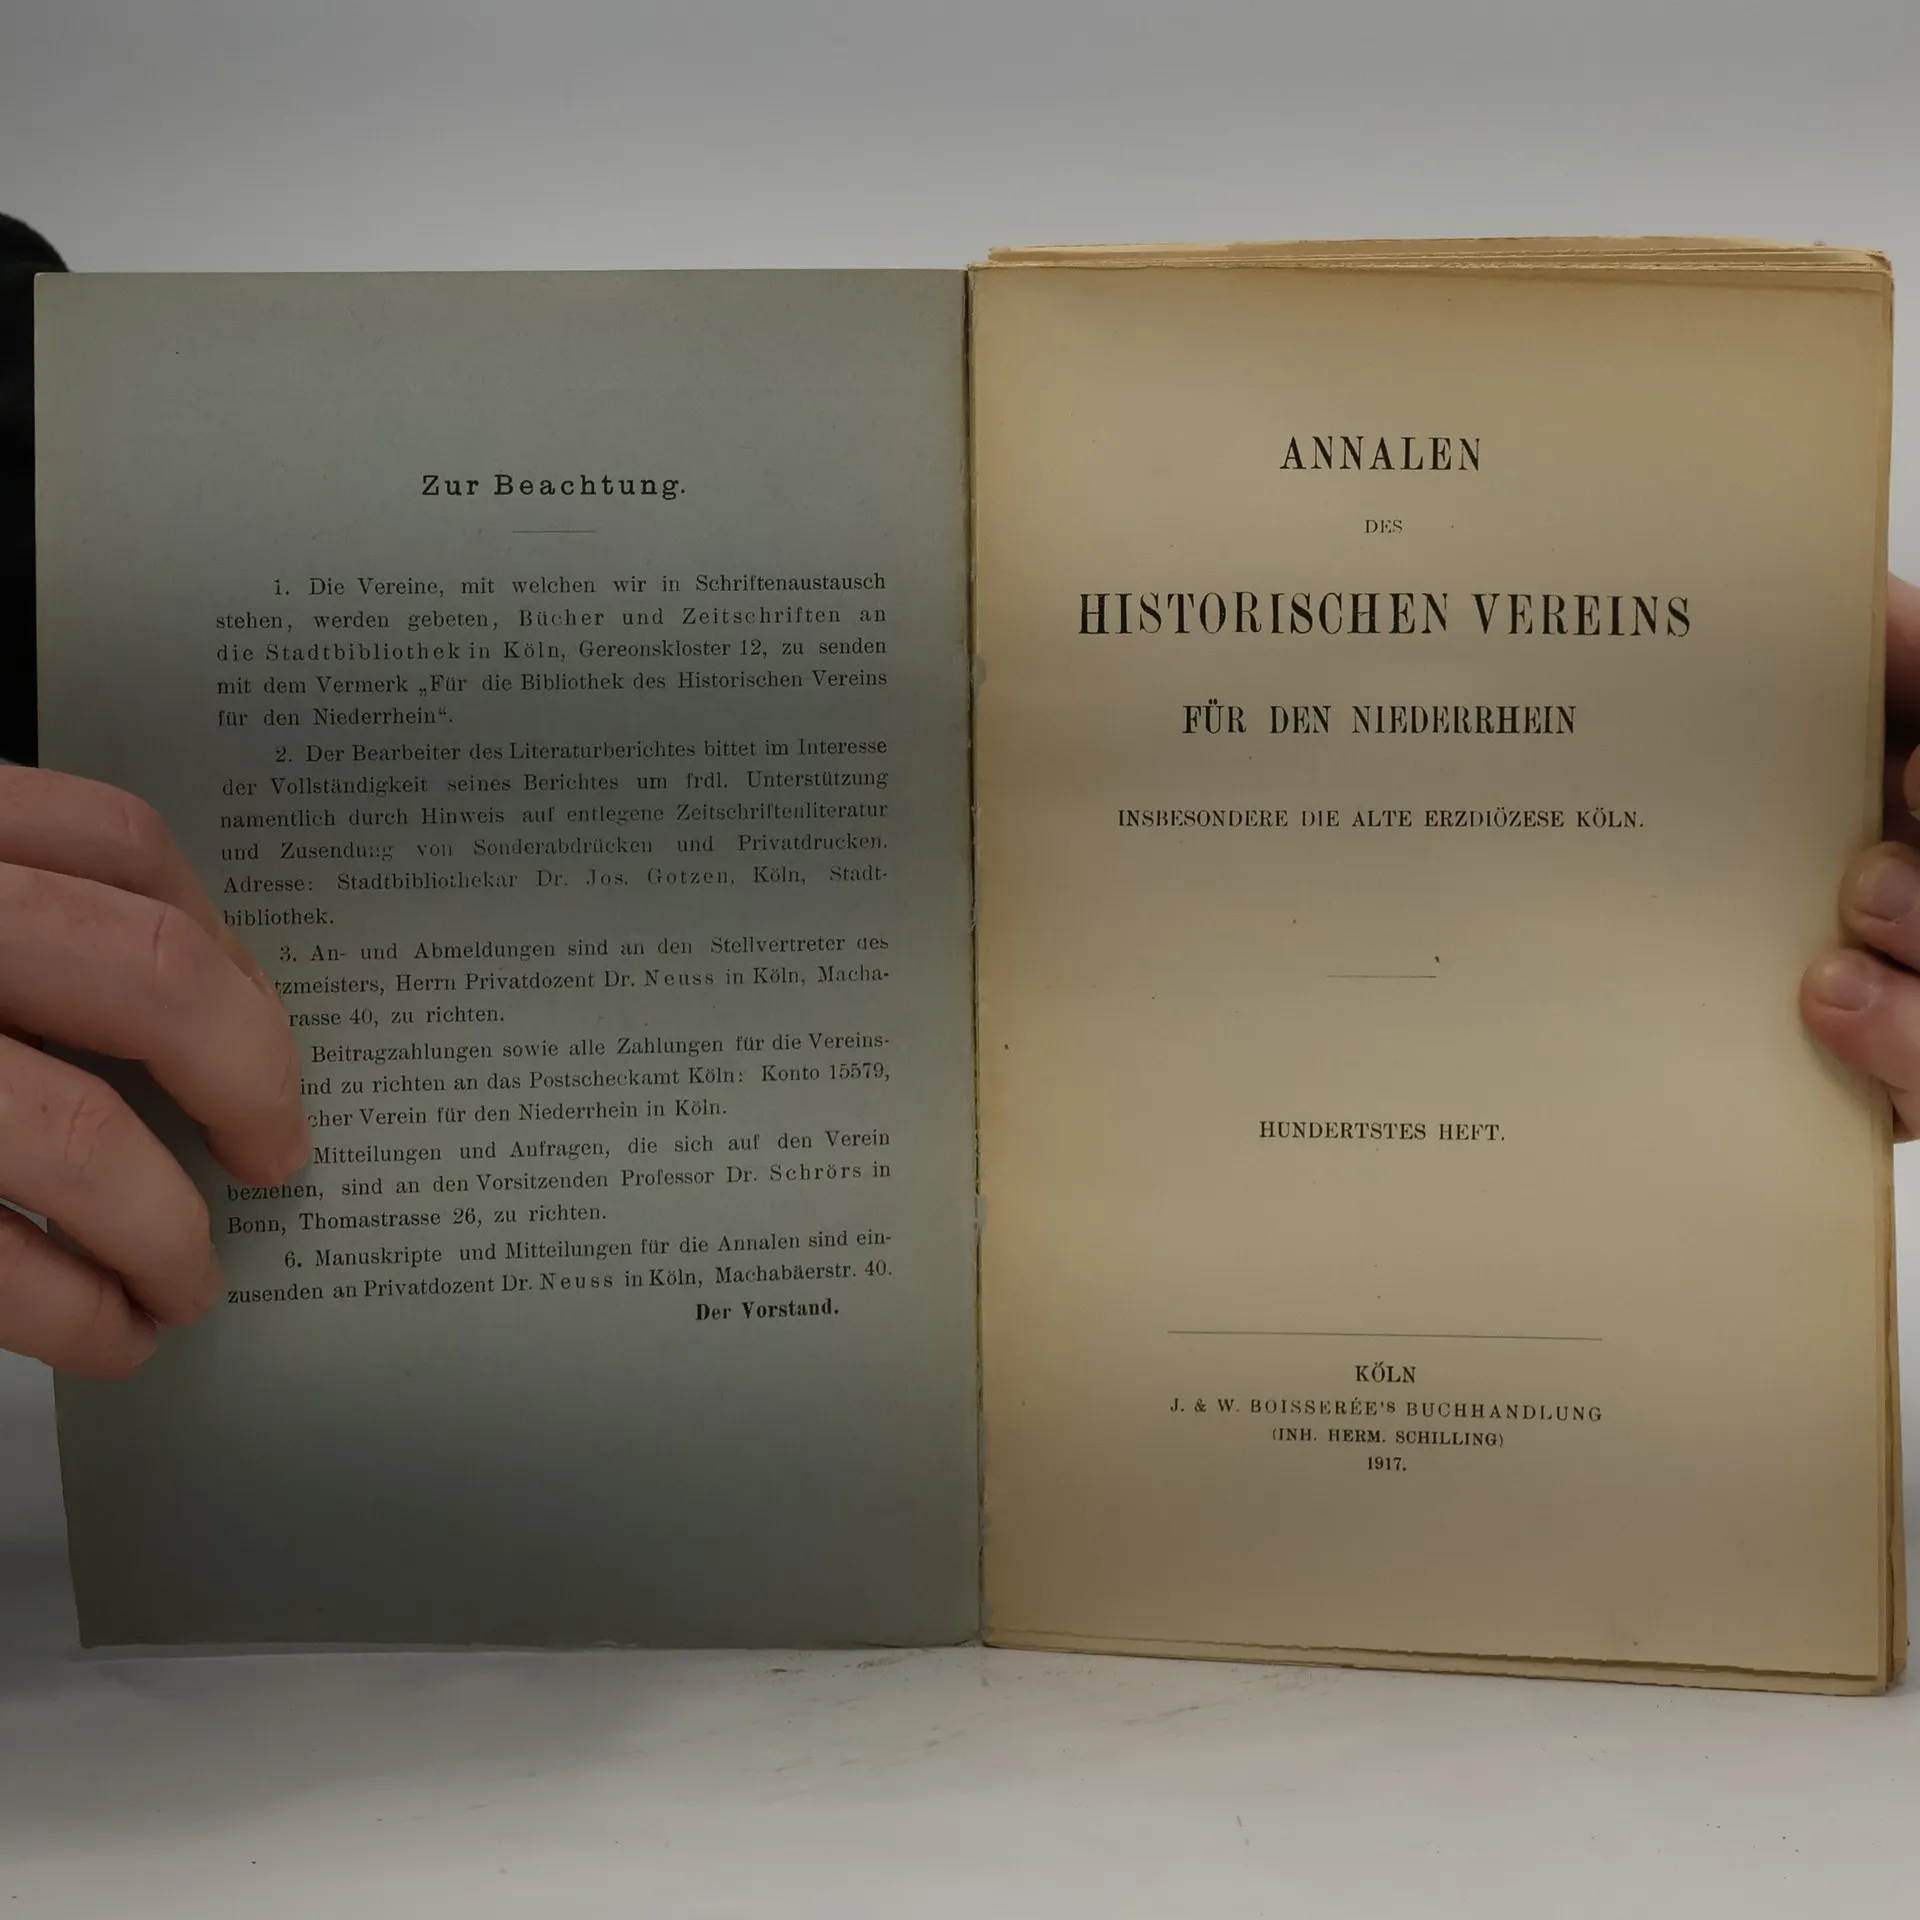 Zur Beachtung.
1. Die Vereine, mit welchen wir in Schriftenaustausch
stehen, werden gebeten, Bücher und Zeitschriften an
die Stadtbibliothek in Köln, Gereonskloster 12, zu senden
mit dem Vermerk „Für die Bibliothek des Historischen Vereins
für den Niederrhein“.
2. Der Bearbeiter des Literaturberichtes bittet im Interesse
der Vollständigkeit seines Berichtes um frdl. Unterstützung
namentlich durch Hinweis auf entlegene Zeitschriftenliteratur
und Zusendung von Sonderabdrücken und Privatdrucken.
Adresse: Stadtbibliothekar Dr. Jos. Gotzen, Köln, Stadt-
bibliothek.
3. An- und Abmeldungen sind an den Stellvertreter des
tzmeisters, Herrn Privatdozent Dr. Neuss in Köln, Macha-
rasse 40, zu richten.
Beitragzahlungen sowie alle Zahlungen für die Vereins-
ind zu richten an das Postscheckamt Köln: Konto 15579,
cher Verein für den Niederrhein in Köln.
Mitteilungen und Anfragen, die sich auf den Verein
beziehen, sind an den Vorsitzenden Professor Dr. Schrörs in
Bonn, Thomastrasse 26, zu richten.
6. Manuskripte und Mitteilungen für die Annalen sind ein-
zusenden an Privatdozent Dr. Neuss in Köln, Machabäerstr. 40.
Der Vorstand.
ANNALEN
DES
HISTORISCHEN VEREINS
FÜR DEN NIEDERRHEIN
INSBESONDERE DIE ALTE ERZDIÖZESE KÖLN.
HUNDERTSTES HEFT.
KÖLN
J. & W. BOISSERÉE'S BUCHHANDLUNG
(INH. HERM. SCHILLING)
1917.